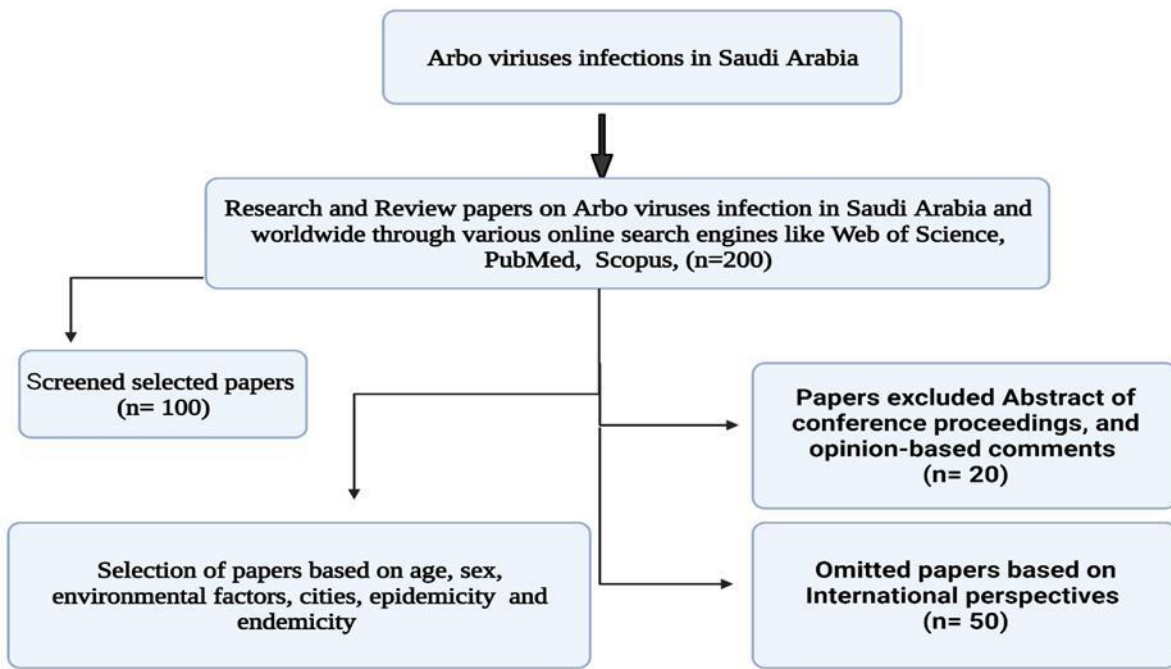 Arbo viriuses infections in Saudi Arabia
Research and Review papers on Arbo viruses infection in Saudi Arabia and
worldwide through various online search engines like Web of Science,
PubMed, Scopus, (n=200)
Screened selected papers
(n= 100)
Papers excluded Abstract of
conference proceedings, and
opinion-based comments
(n= 20)
Selection of papers based on age, sex,
environmental factors, cities, epidemicity and
endemicity
Omitted papers based on
International perspectives
(n= 50)